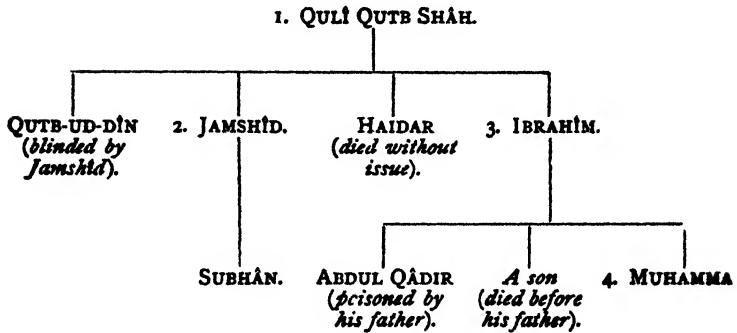 1. QULÎ QUTB SHÂH.
QUTB-UD-DÎN 2. JAMSHÎD. HAIDAR 3. IBRAHÎM.
(blinded by (died without
Jamshîd). issue).
SUBHÂN. ABDUL QÂDIR A son 4. MUHAMMA
(pcisoned by (died before
his father). his father).